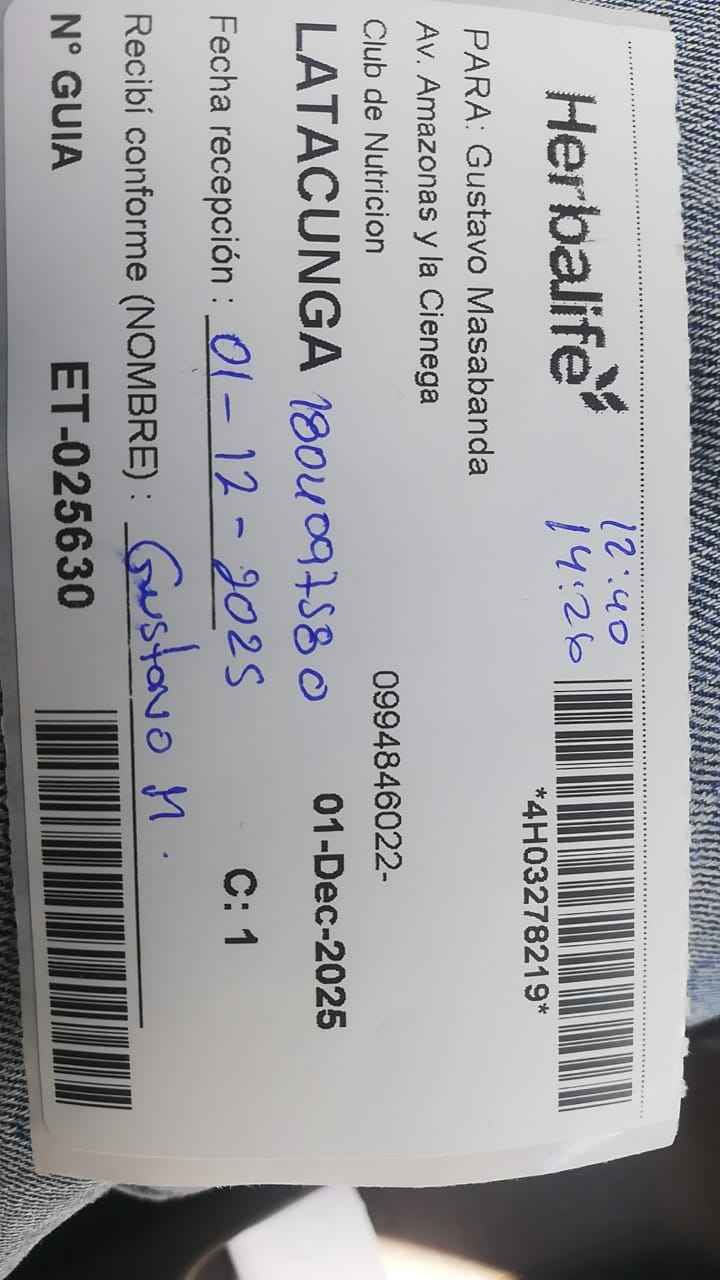 Herbalife
12:40
14:26
*4H03278219*
PARA: Gustavo Masabanda
Av. Amazonas y la Cienega
Club de Nutricion 0994846022-
LATACUNGA 1804097580 01-Dec-2025
Fecha recepción : 01-12-2025 C: 1
Recibí conforme (NOMBRE) : Gustavo M.
N° GUIA ET-025630